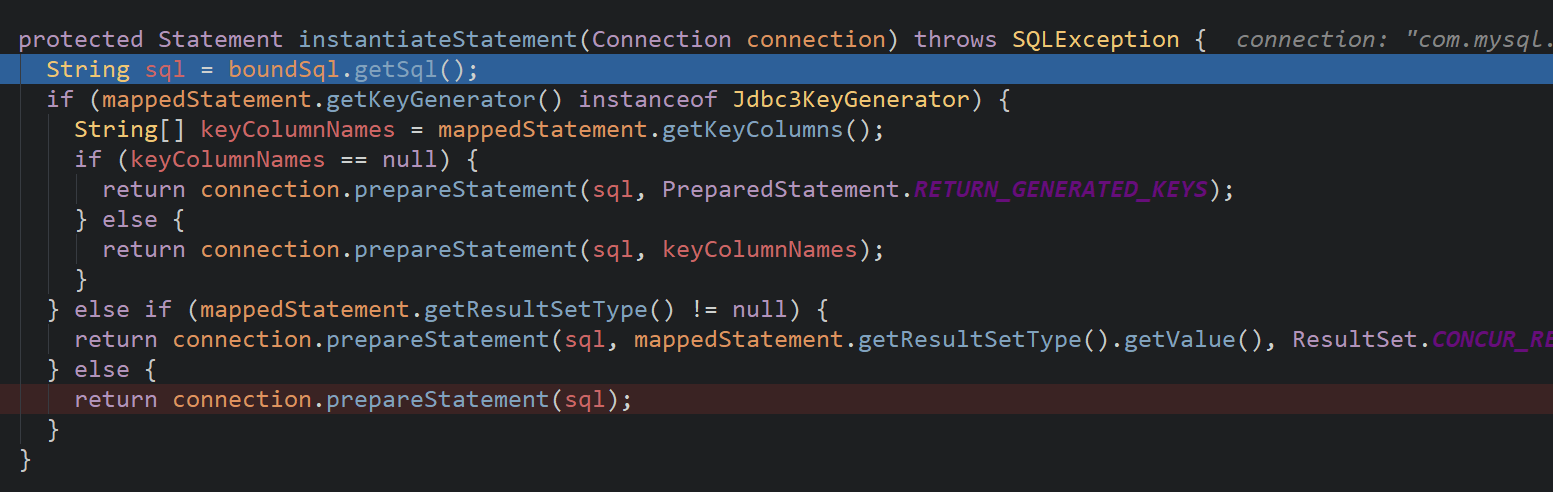 protected Statement instantiateStatement(Connection connection) throws SQLException {  connection: "com.mysql.
String sql = boundSql.getSql();
if (mappedStatement.getKeyGenerator() instanceof Jdbc3KeyGenerator) {
String[] keyColumnNames = mappedStatement.getKeyColumns();
if (keyColumnNames == null) {
return connection.prepareStatement(sql, PreparedStatement.RETURN_GENERATED_KEYS);
} else {
return connection.prepareStatement(sql, keyColumnNames);
}
} else if (mappedStatement.getResultSetType() != null) {
return connection.prepareStatement(sql, mappedStatement.getResultSetType().getValue(), ResultSet.CONCUR_RE
} else {
return connection.prepareStatement(sql);
}
}